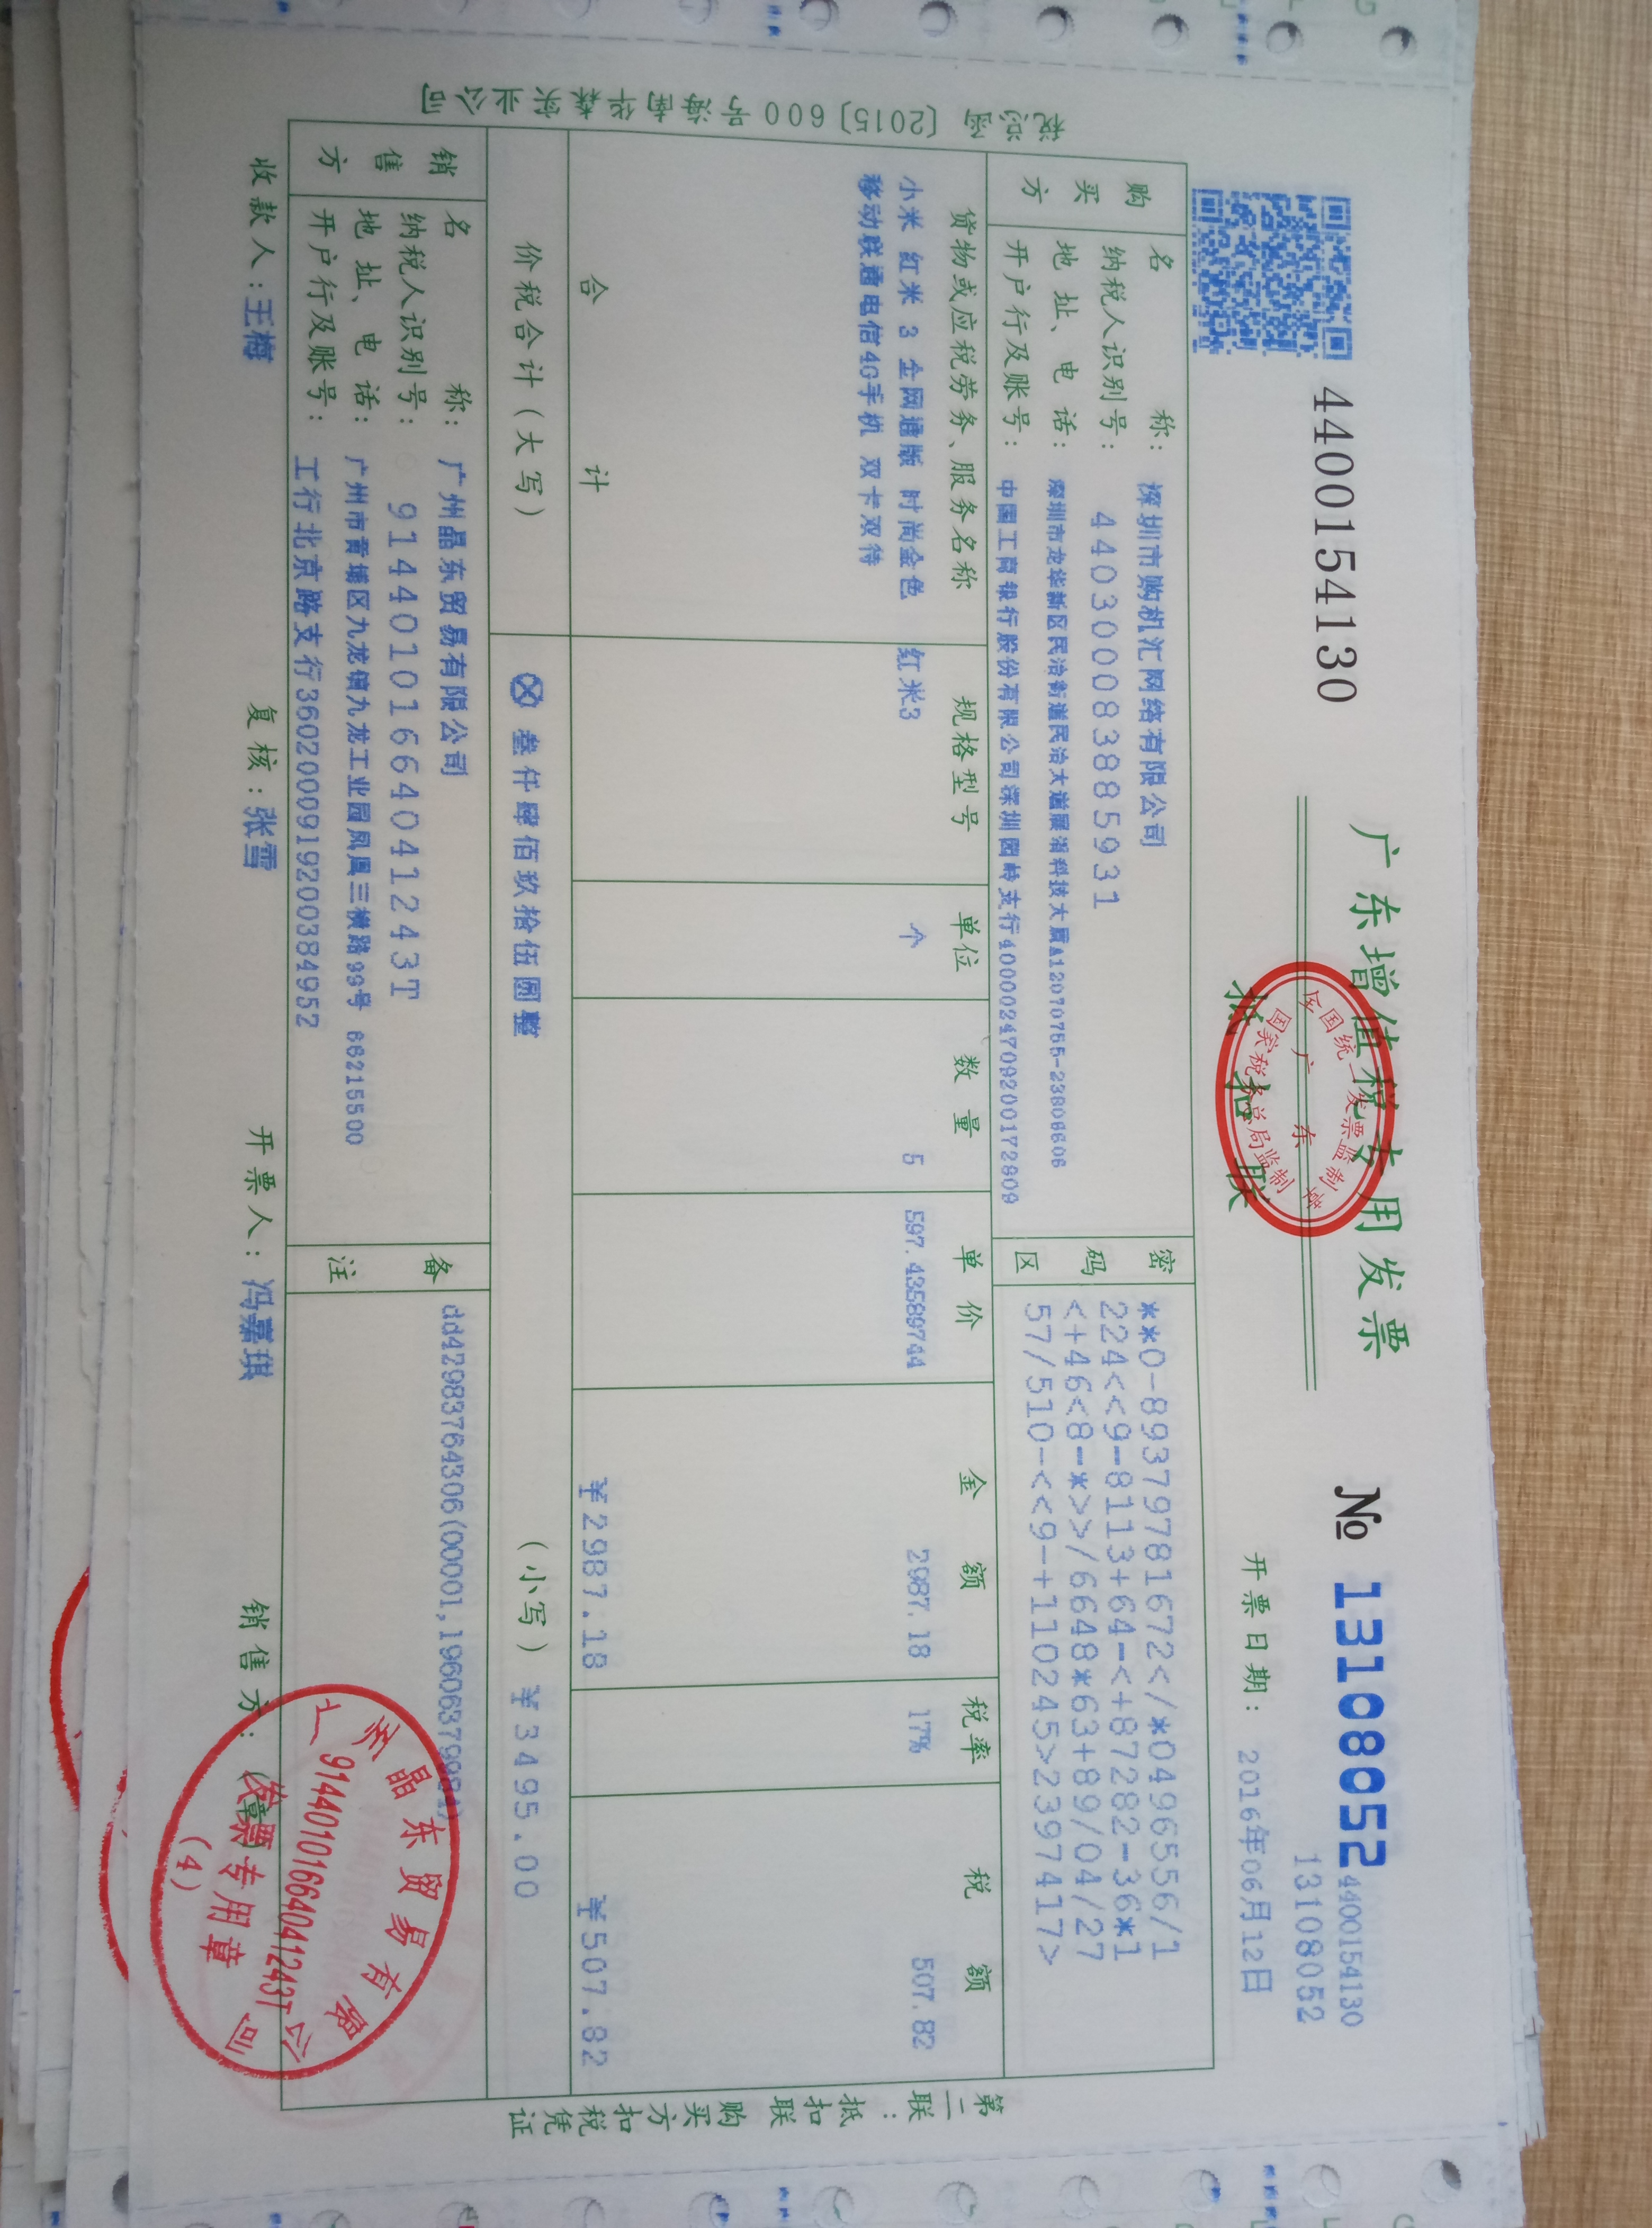 4400154130
广东增值税专用发票
№ 13108052
4400154130
13108052
抵扣联
全国统一发票监制章
广东
国家税务总局监制
开票日期: 2016年06月12日
税总函〔2015〕600号海南华森实业公司
购买方
名称: 深圳市购机汇网络有限公司
纳税人识别号: 440300083885931
地址、电话: 深圳市龙华新区民治街道民治大道展滔科技大厦A12070755-23806606
开户行及账号: 中国工商银行股份有限公司深圳园岭支行4000024709200172809
密码区
**0-89379781672</*0496556/1
224<<9-8113+64-<+87282-36*1
<+46<8-*>>/6648*63+89/04/27
57/510-<<9-+110245>2397417>
货物或应税劳务、服务名称 规格型号 单位 数量 单价 金额 税率 税额
小米 红米 3 全网通版 时尚金色 红米3 个 5 597.43589744 2987.18 17% 507.82
移动联通电信4G手机 双卡双待
合计 ¥2987.18 ¥507.82
价税合计(大写) ⊗ 叁仟肆佰玖拾伍圆整 (小写) ¥3495.00
销售方
名称: 广州晶东贸易有限公司
纳税人识别号: 91440101664041243T
地址、电话: 广州市黄埔区九龙镇九龙工业园凤凰三横路99号 66215500
开户行及账号: 工行北京路支行3602000919200384952
备注
dd42983764306(00001,19606379984)
收款人: 王梅 复核: 张雪 开票人: 冯嘉琪 销售方: (章)
广州晶东贸易有限公司
91440101664041243T
发票专用章
(4)
第二联: 抵扣联 购买方扣税凭证